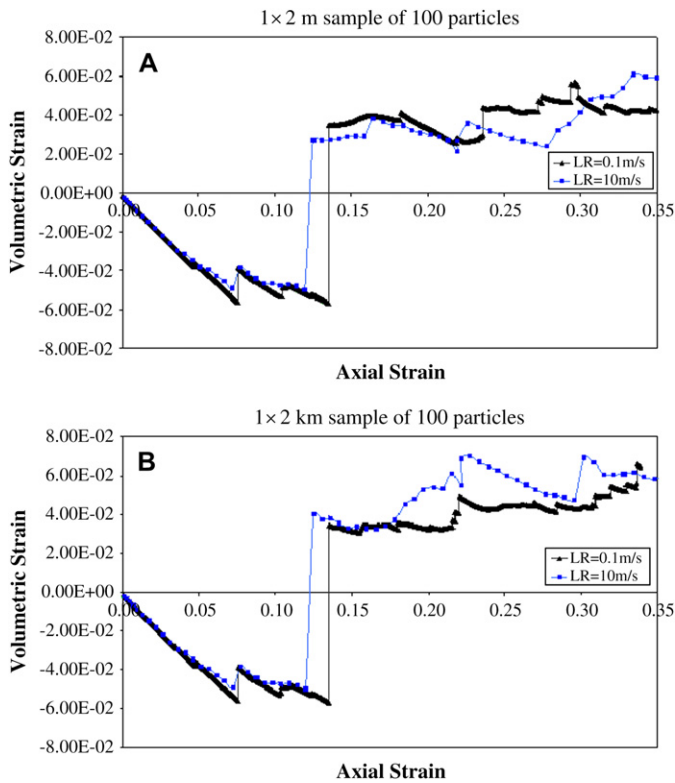 1× 2 m sample of 100 particles
A
Volumetric Strain
8.00E-02
6.00E-02
4.00E-02
2.00E-02
0.00E+00
-2.00E-02
-4.00E-02
-6.00E-02
-8.00E-02
0.00 0.05 0.10 0.15 0.20 0.25 0.30 0.35
LR=0.1m/s
LR=10m/s
Axial Strain
1× 2 km sample of 100 particles
B
Volumetric Strain
8.00E-02
6.00E-02
4.00E-02
2.00E-02
0.00E+00
-2.00E-02
-4.00E-02
-6.00E-02
-8.00E-02
0.00 0.05 0.10 0.15 0.20 0.25 0.30 0.35
LR=0.1m/s
LR=10m/s
Axial Strain